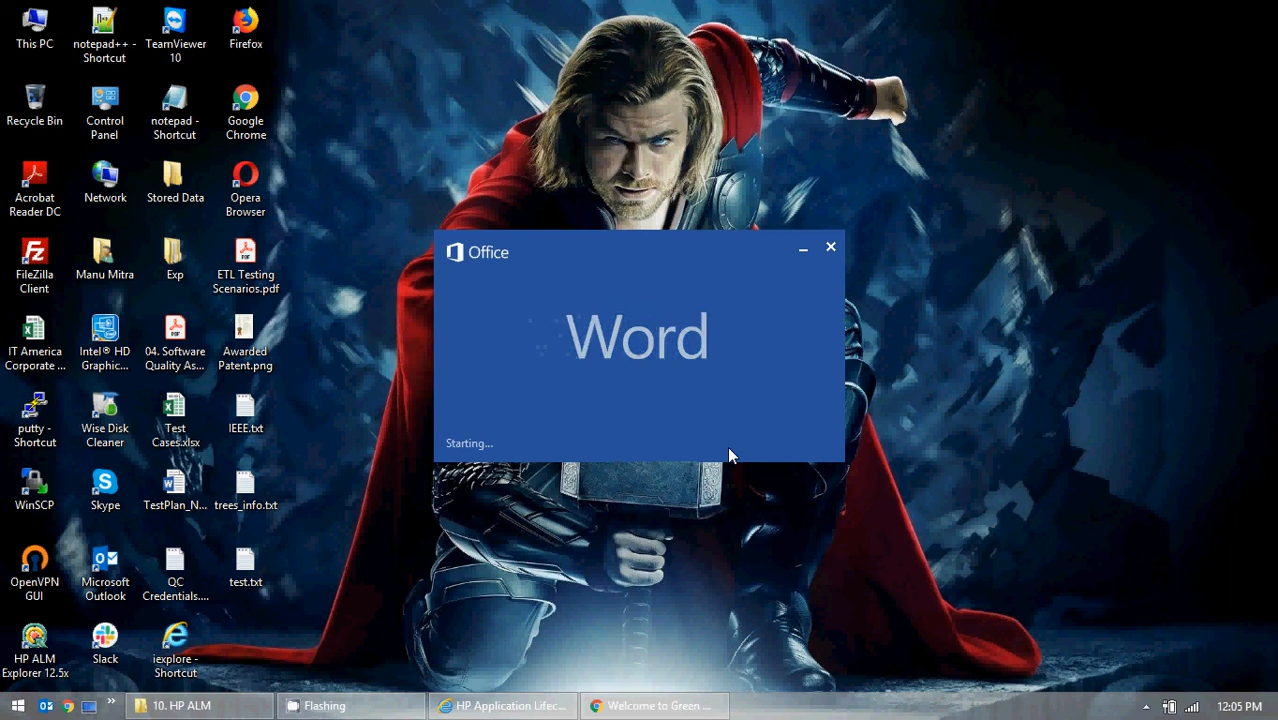 This PC
notepad++ -
Shortcut
TeamViewer
10
Firefox
Recycle Bin
Control
Panel
notepad -
Shortcut
Google
Chrome
Acrobat
Reader DC
Network
Stored Data
Opera
Browser
FileZilla
Client
Manu Mitra
Exp
ETL Testing
Scenarios.pdf
IT America
Corporate ...
Intel® HD
Graphic...
04. Software
Quality As...
Awarded
Patent.png
putty -
Shortcut
Wise Disk
Cleaner
Test
Cases.xlsx
IEEE.txt
WinSCP
Skype
TestPlan_N...
trees_info.txt
OpenVPN
GUI
Microsoft
Outlook
QC
Credentials....
test.txt
HP ALM
Explorer 12.5x
Slack
iexplore -
Shortcut
Office
Word
Starting...
10. HP ALM
Flashing
HP Application Lifec...
Welcome to Green ...
12:05 PM